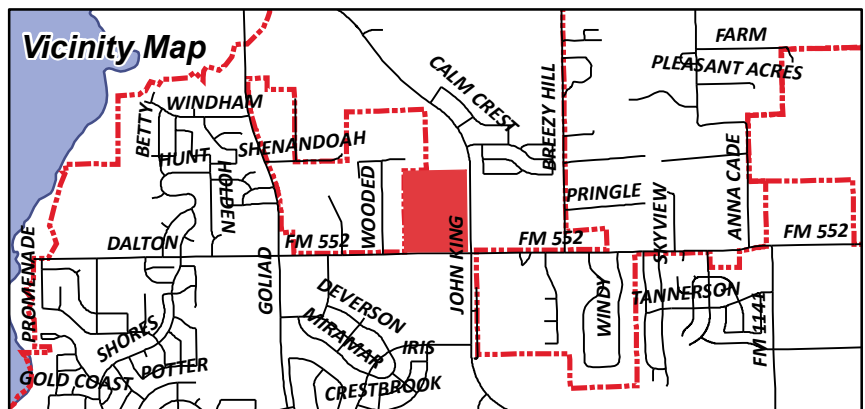 Vicinity Map
FARM
PLEASANT ACRES
CALM CREST
WINDHAM
BETTY
HUNT
SHENANDOAH
HOLDEN
BREEZY HILL
WOODED
PRINGLE
SKYVIEW
ANNA CADE
DALTON
FM 552
FM 552
FM 552
PROMENADE
GOLIAD
JOHN KING
DEVERSON
MIRAMAR
WINDY
TANNERSON
FM 1141
SHORES
IRIS
GOLD COAST
POTTER
CRESTBROOK